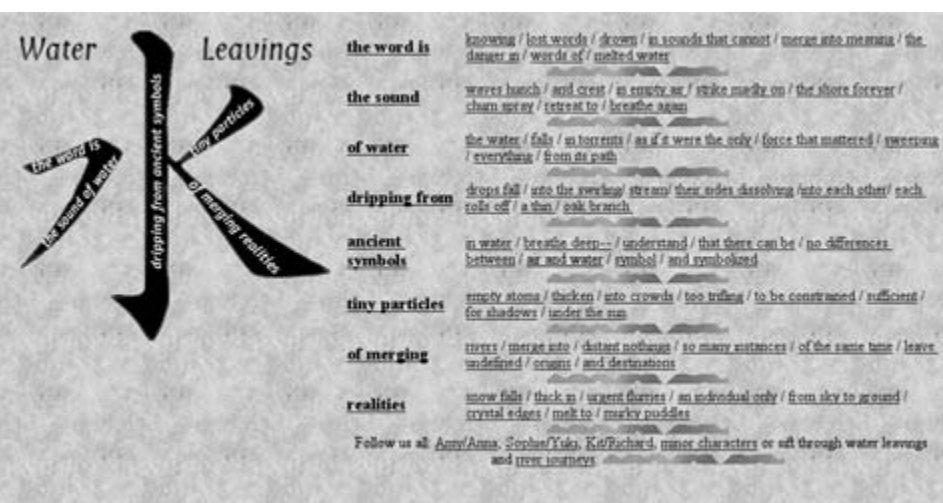 Water 水 Leavings
the word is
the sound of water
dripping from ancient symbols
tiny particles
of merging realities
the word is
knowing / lost words / drown / in sounds that cannot / merge into meaning / the
danger in / words of / melted water
the sound
waves hunch / and crest / in empty air / strike madly on / the shore forever /
churn spray / retreat to / breathe again
of water
the water / falls / in torrents / as if it were the only / force that mattered / sweeping
/ everything / from its path
dripping from
drops fall / into the swirling/ stream/ their sides dissolving /into each other/ each
rolls off / a thin / oak branch
ancient
symbols
in water / breathe deep-- / understand / that there can be / no differences
between / air and water / symbol / and symbolized
tiny particles
empty atoms / thicken / into crowds / too trifling / to be constrained / sufficient /
for shadows / under the sun
of merging
rivers / merge into / distant nothings / so many instances / of the same time / leave
undefined / origins / and destinations
realities
snow falls / thick in / urgent flurries / an individual only / from sky to ground /
crystal edges / melt to / murky puddles
Follow us all: Amy/Anna, Sophie/Yuki, Kit/Richard, minor characters or sift through water leavings
and river journeys